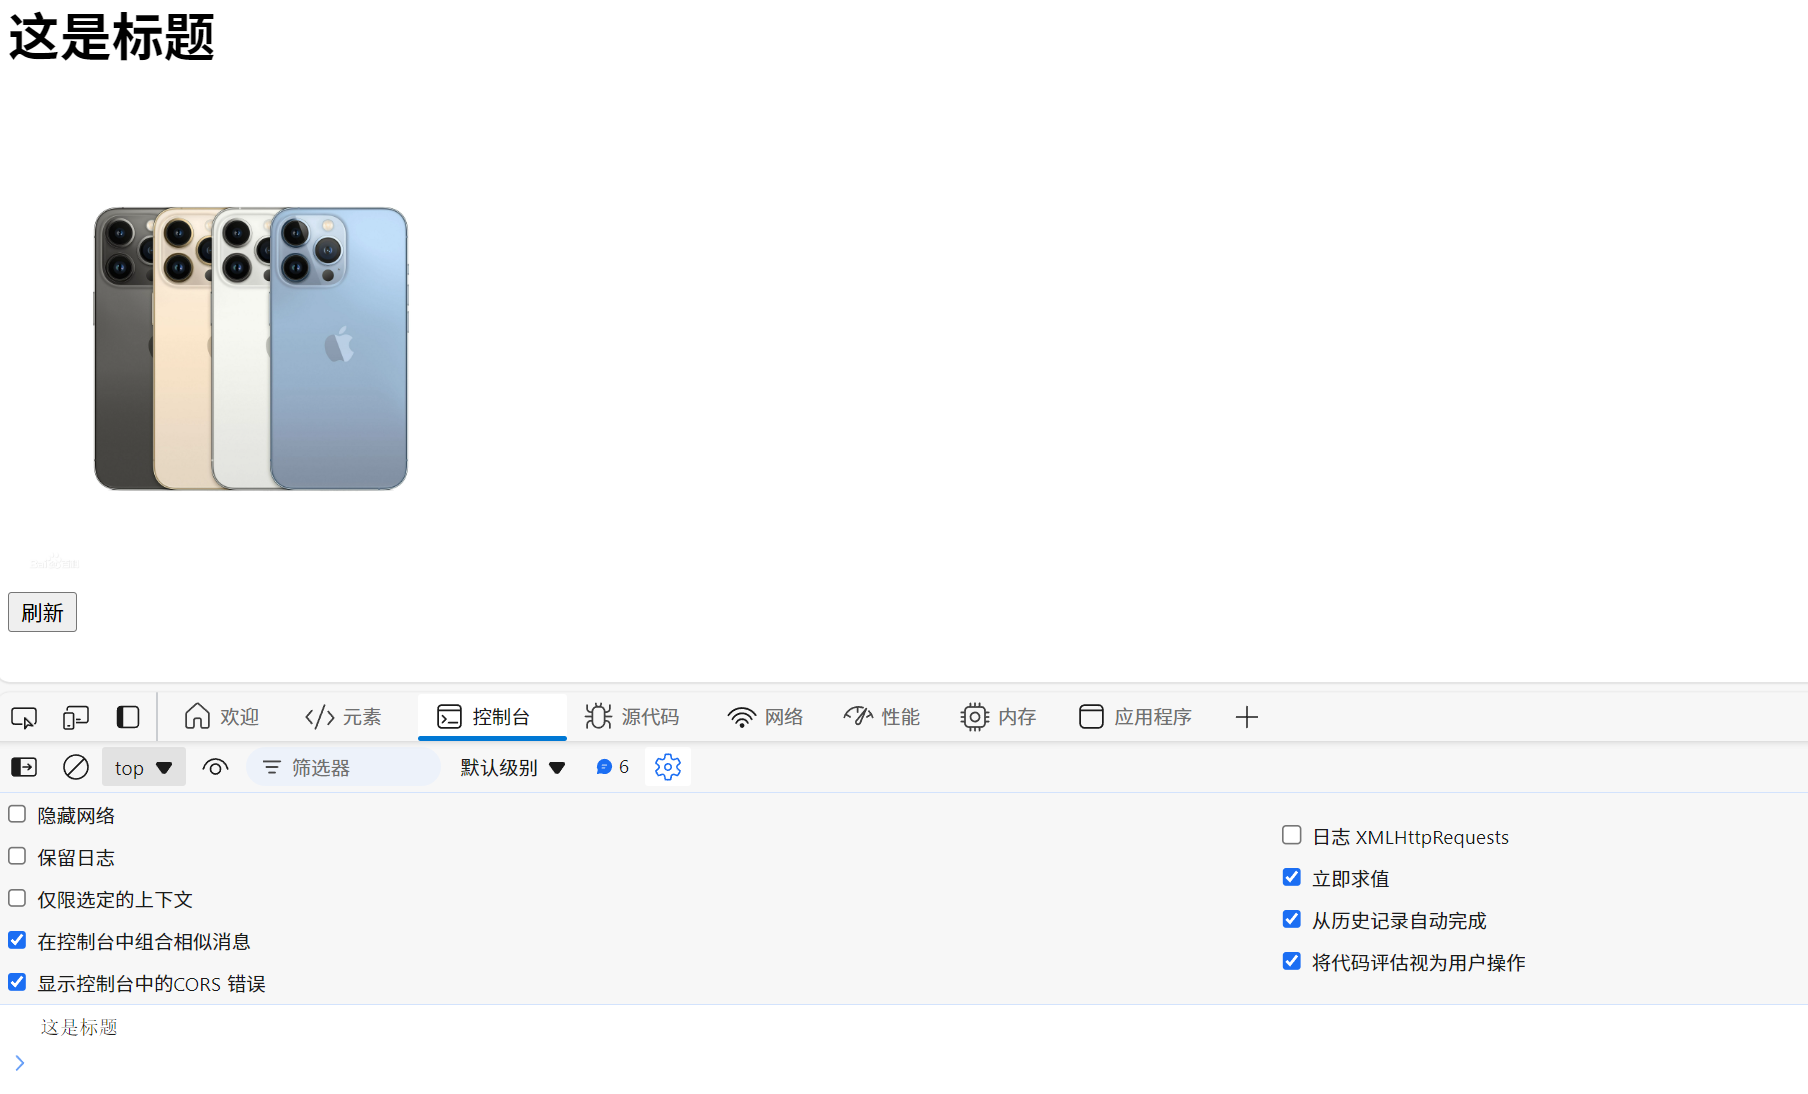 这是标题
刷新
欢迎 元素 控制台 源代码 网络 性能 内存 应用程序
top 筛选器 默认级别 6
隐藏网络
保留日志
仅限选定的上下文
在控制台中组合相似消息
显示控制台中的CORS 错误
日志 XMLHttpRequests
立即求值
从历史记录自动完成
将代码评估视为用户操作
这是标题